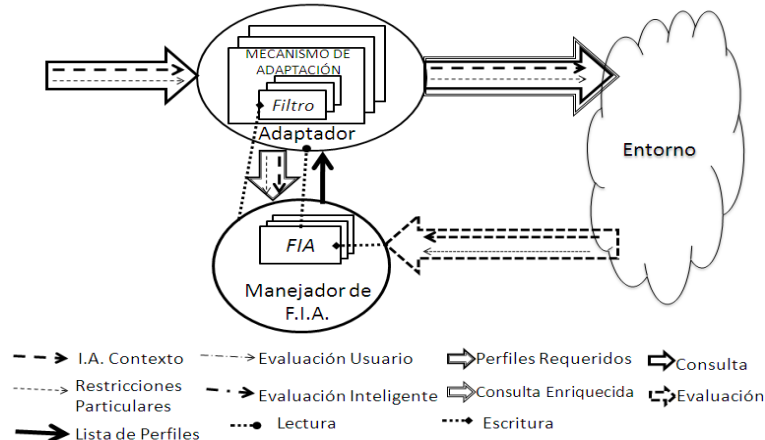 MECANISMO DE
ADAPTACIÓN
Filtro
Adaptador
Entorno
FIA
Manejador de
F.I.A.
I.A. Contexto
Evaluación Usuario
Perfiles Requeridos
Consulta
Restricciones
Particulares
Evaluación Inteligente
Consulta Enriquecida
Evaluación
Lista de Perfiles
Lectura
Escritura